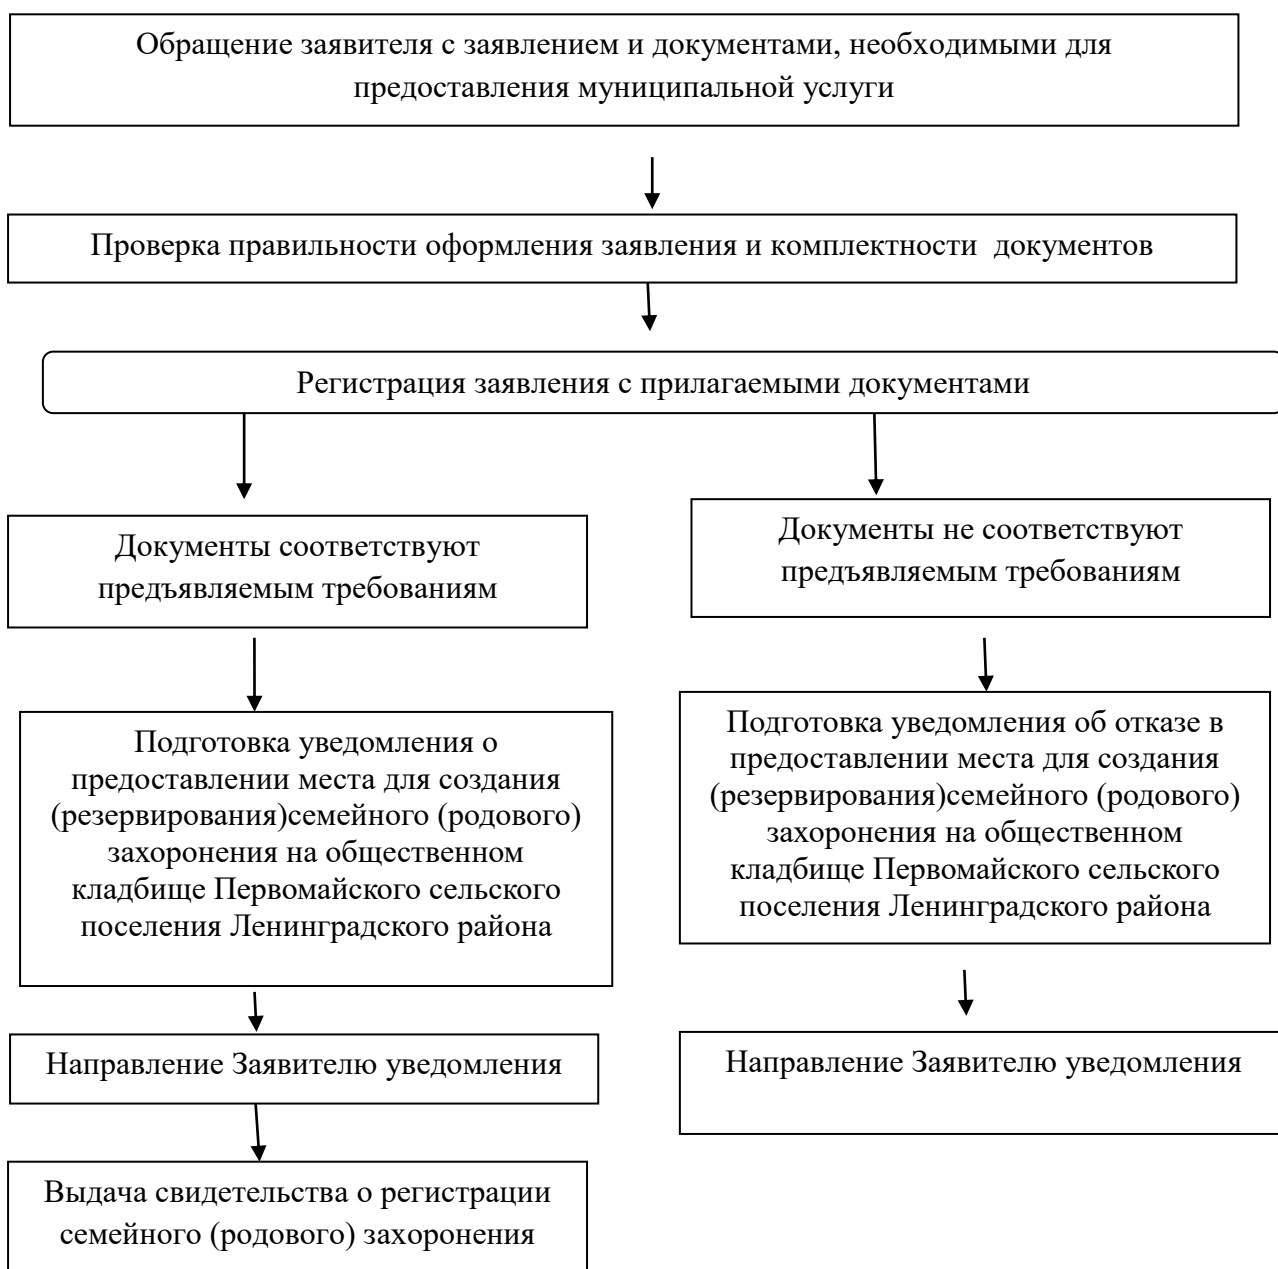 Обращение заявителя с заявлением и документами, необходимыми для
предоставления муниципальной услуги
Проверка правильности оформления заявления и комплектности  документов
Регистрация заявления с прилагаемыми документами
Документы соответствуют
предъявляемым требованиям
Документы не соответствуют
предъявляемым требованиям
Подготовка уведомления о
предоставлении места для создания
(резервирования)семейного (родового)
захоронения на общественном
кладбище Первомайского сельского
поселения Ленинградского района
Подготовка уведомления об отказе в
предоставлении места для создания
(резервирования)семейного (родового)
захоронения на общественном
кладбище Первомайского сельского
поселения Ленинградского района
Направление Заявителю уведомления
Направление Заявителю уведомления
Выдача свидетельства о регистрации
семейного (родового) захоронения